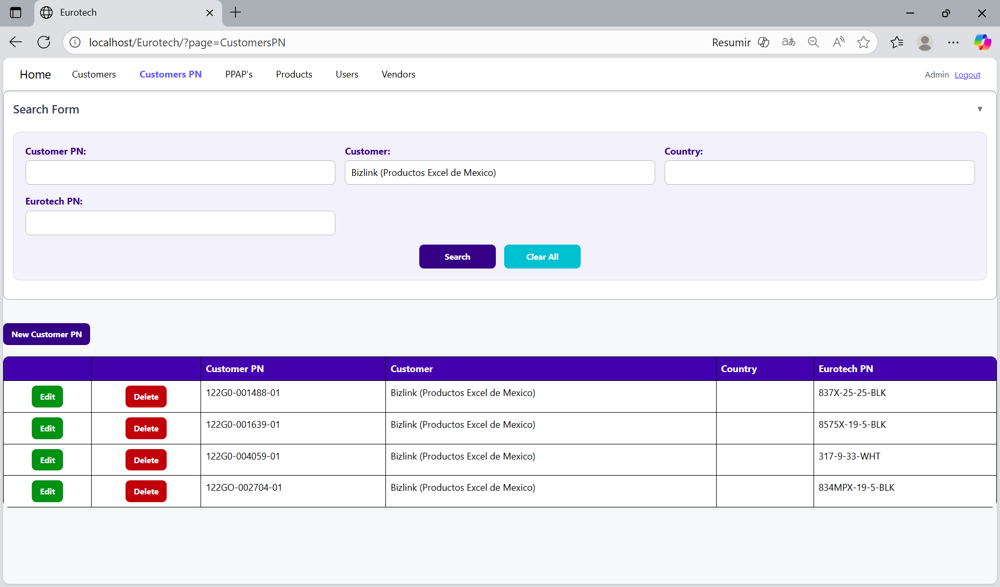 Eurotech
localhost/Eurotech/?page=CustomersPN
Resumir
Home Customers Customers PN PPAP's Products Users Vendors Admin Logout
Search Form
Customer PN: Customer: Country:
Bizlink (Productos Excel de Mexico)
Eurotech PN:
Search Clear All
New Customer PN
Customer PN Customer Country Eurotech PN
Edit Delete 122G0-001488-01 Bizlink (Productos Excel de Mexico) 837X-25-25-BLK
Edit Delete 122G0-001639-01 Bizlink (Productos Excel de Mexico) 8575X-19-5-BLK
Edit Delete 122G0-004059-01 Bizlink (Productos Excel de Mexico) 317-9-33-WHT
Edit Delete 122GO-002704-01 Bizlink (Productos Excel de Mexico) 834MPX-19-5-BLK